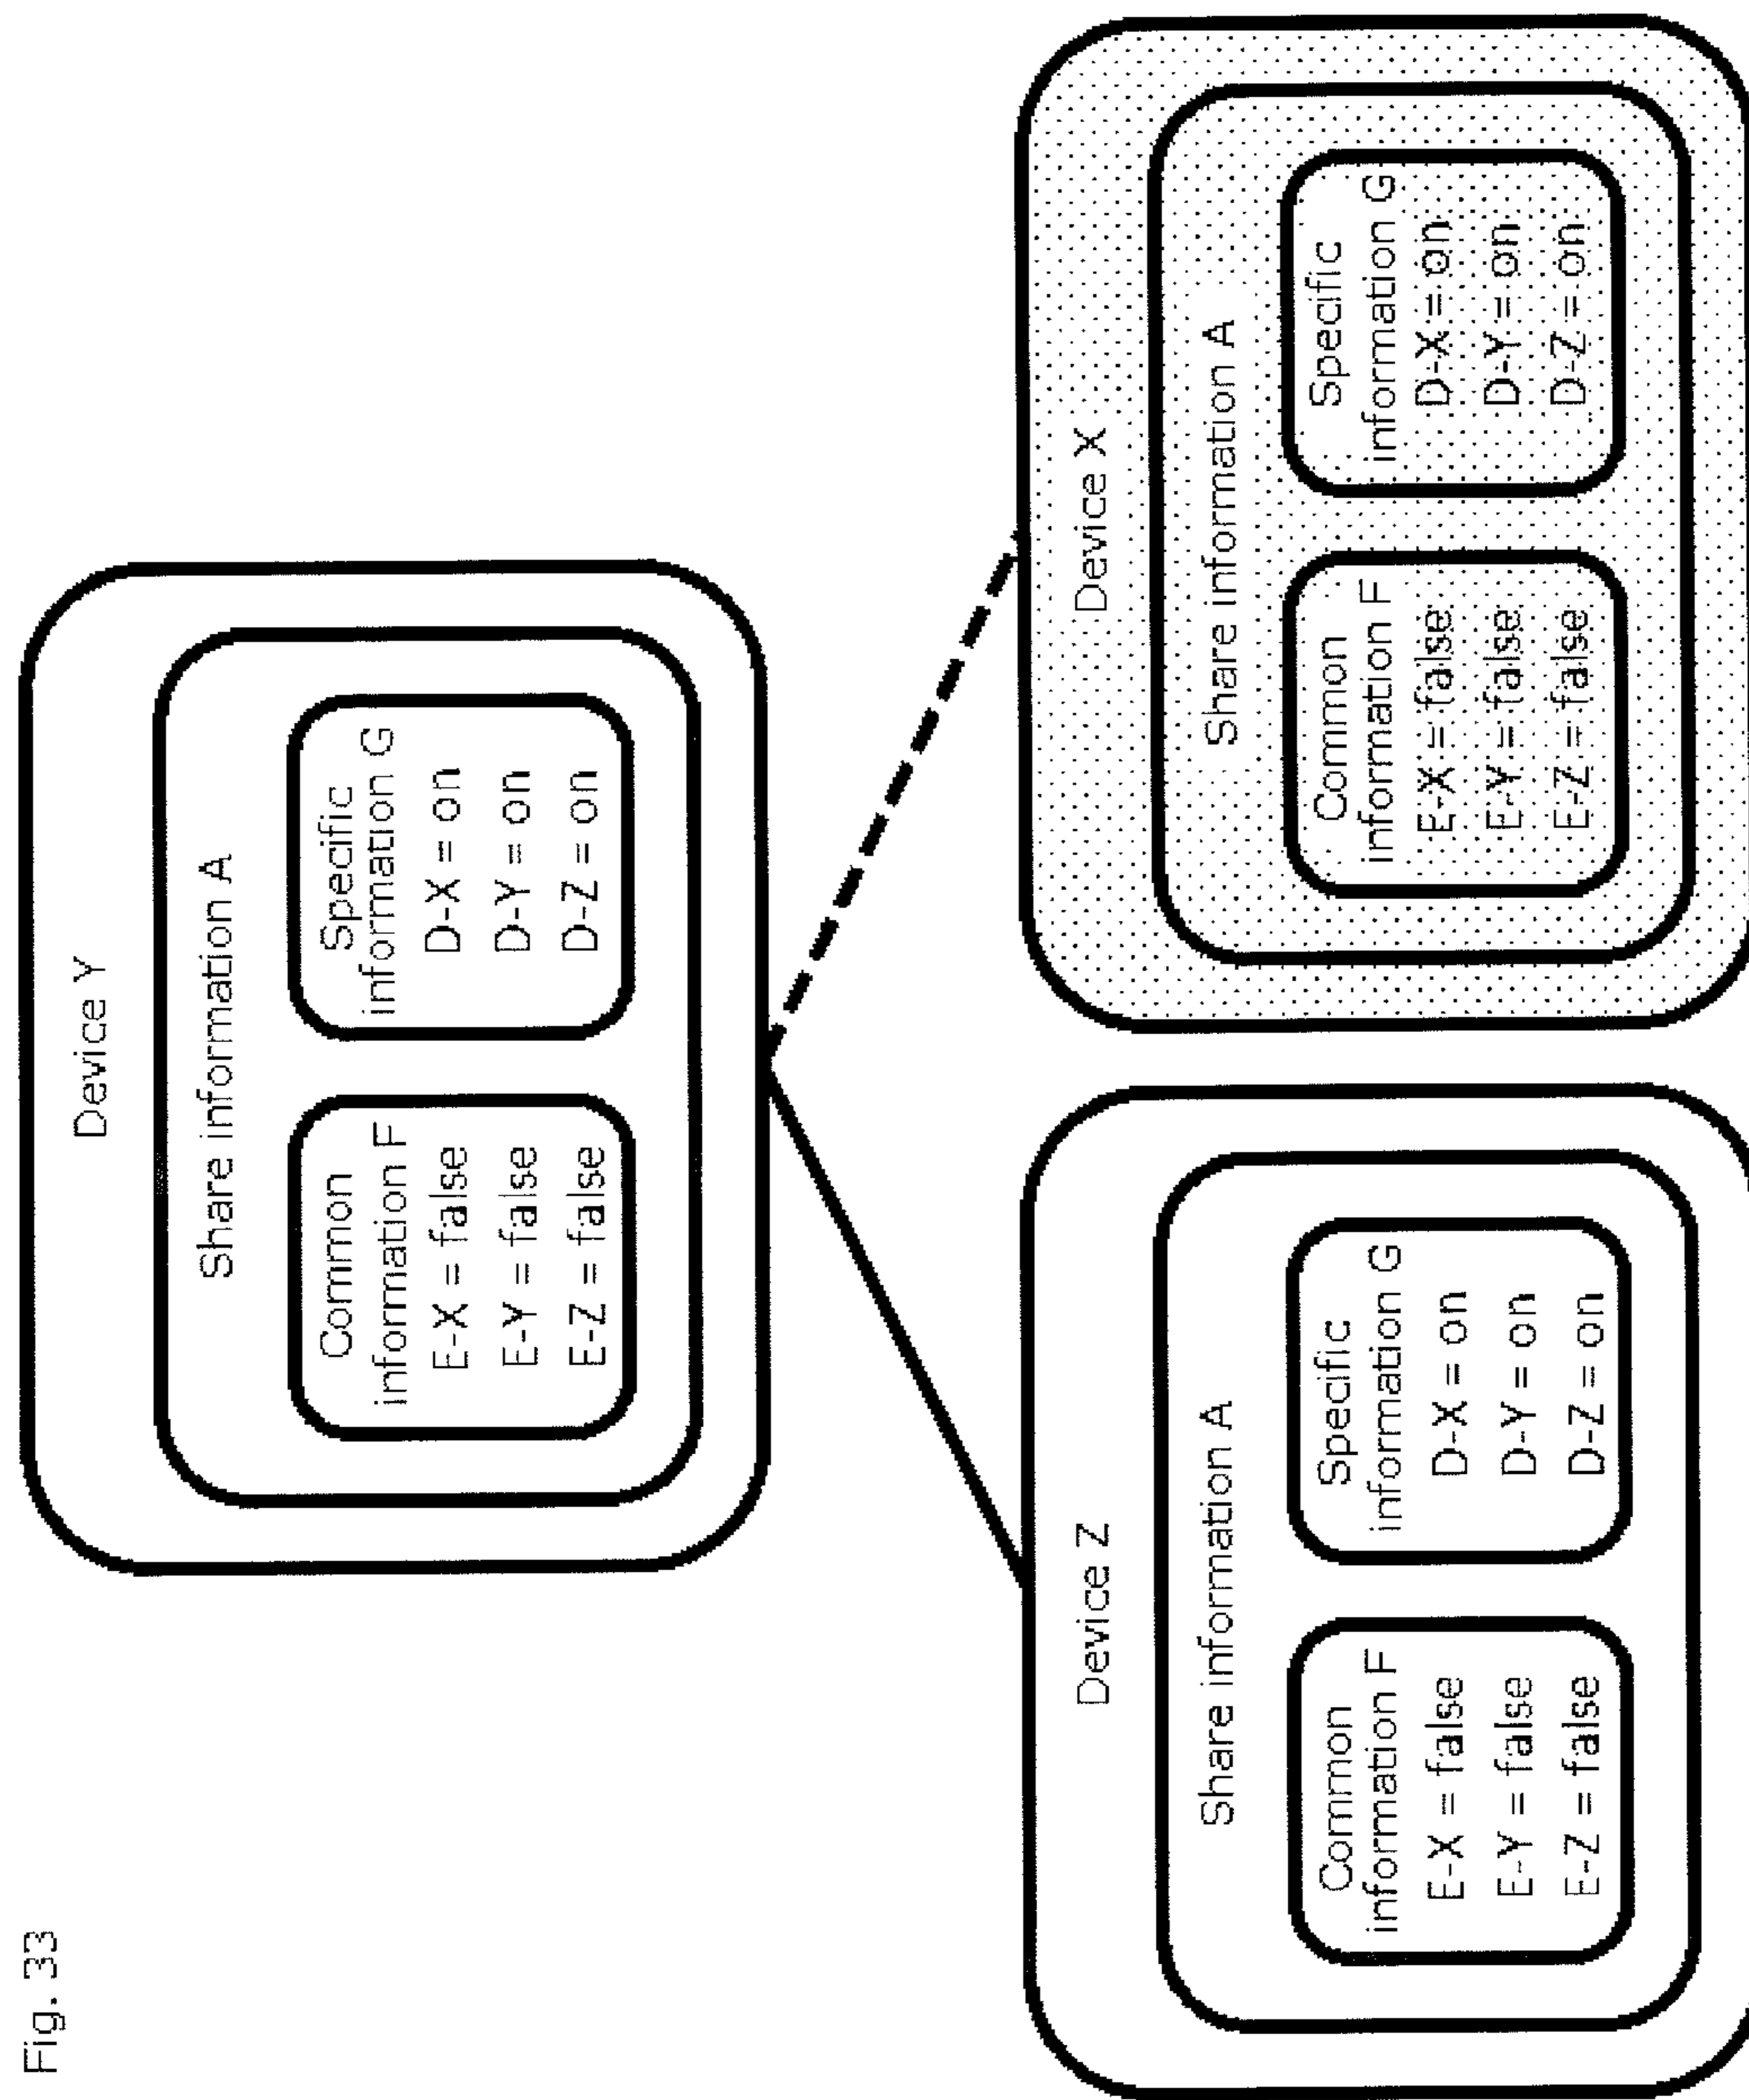 Fig. 33
Device Y
Share information A
Common
information F
E-X = false
E-Y = false
E-Z = false
Specific
information G
D-X = on
D-Y = on
D-Z = on
Device Z
Share information A
Common
information F
E-X = false
E-Y = false
E-Z = false
Specific
information G
D-X = on
D-Y = on
D-Z = on
Device X
Share information A
Common
information F
E-X = false
E-Y = false
E-Z = false
Specific
information G
D-X = on
D-Y = on
D-Z = on